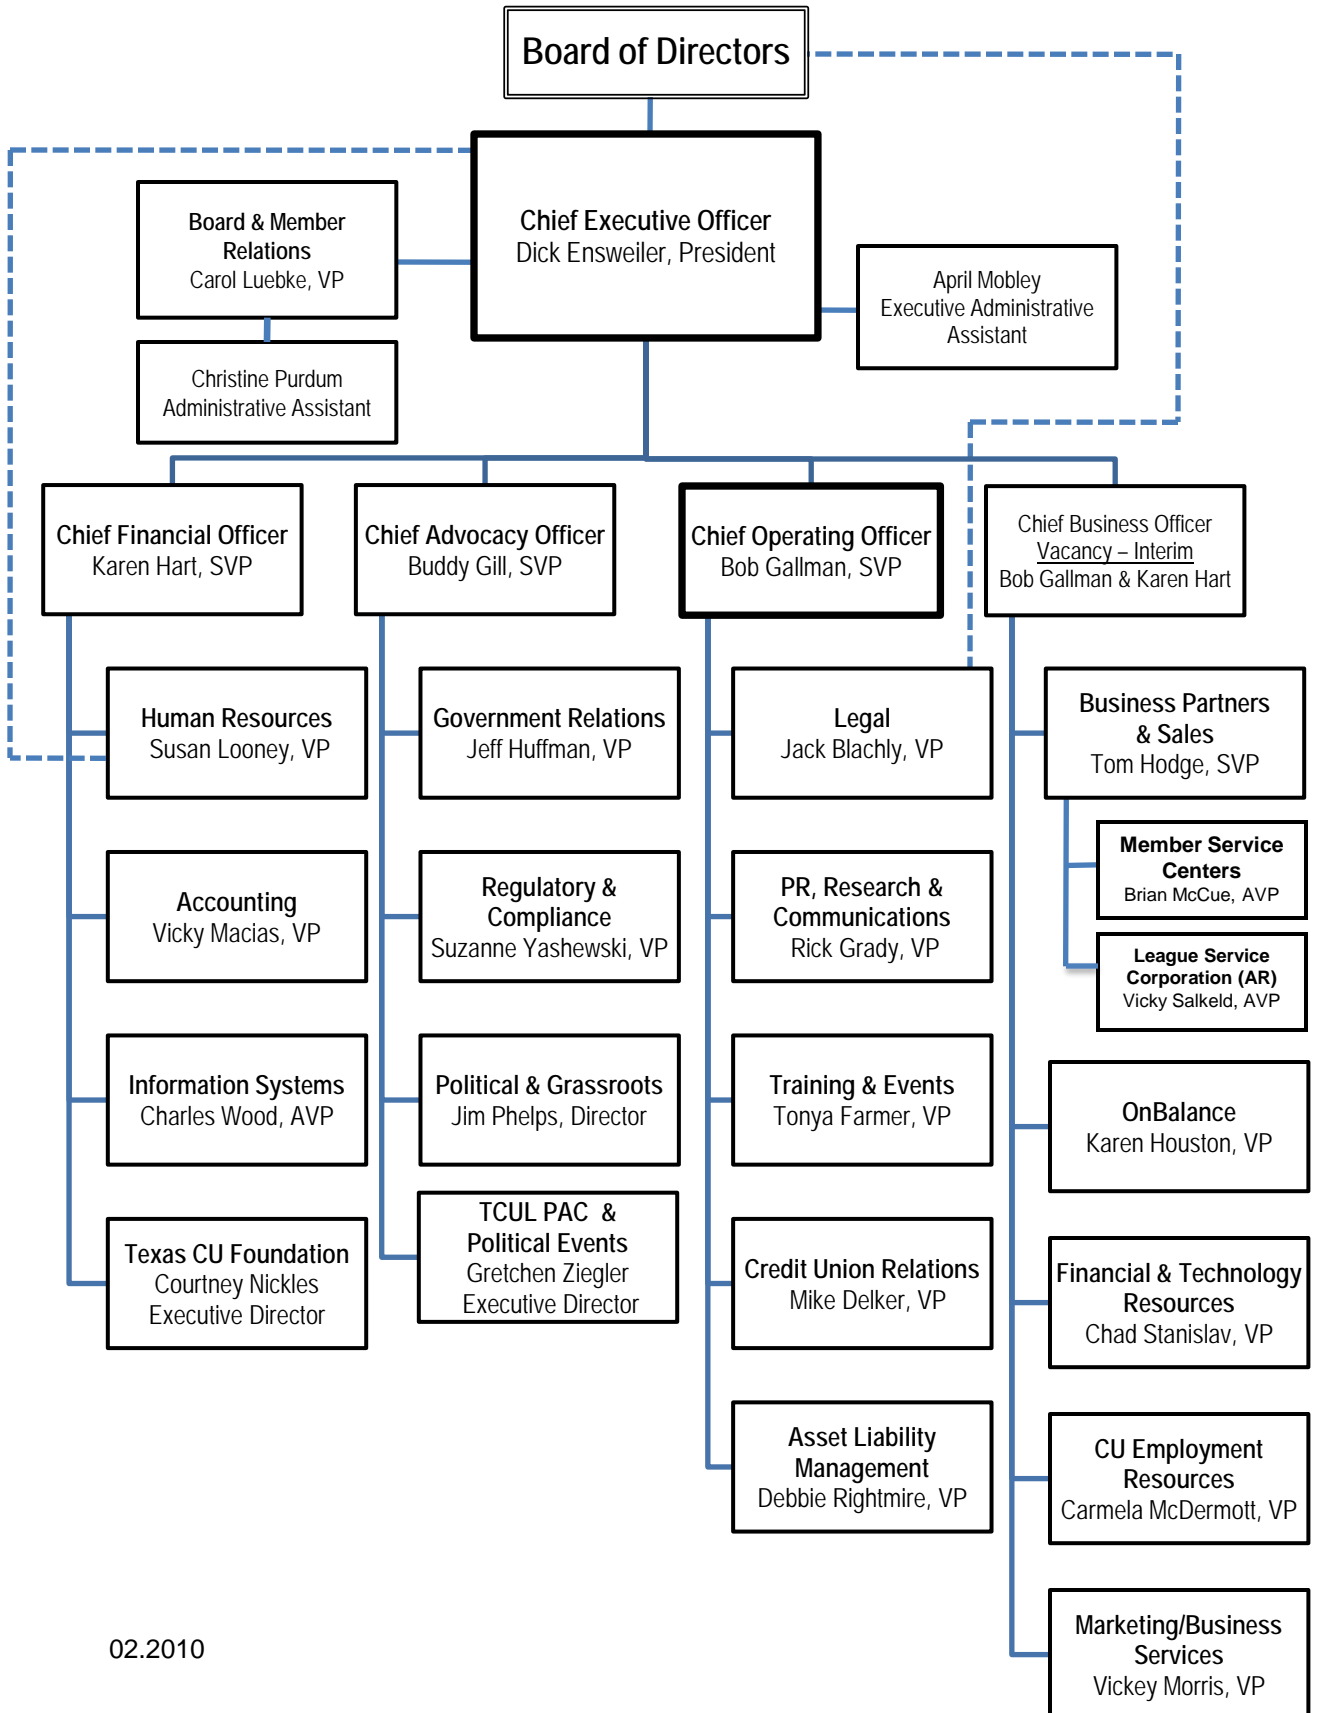 Board of Directors
Chief Executive Officer
Dick Ensweiler, President
Board & Member
Relations
Carol Luebke, VP
April Mobley
Executive Administrative
Assistant
Christine Purdum
Administrative Assistant
Chief Financial Officer
Karen Hart, SVP
Chief Advocacy Officer
Buddy Gill, SVP
Chief Operating Officer
Bob Gallman, SVP
Chief Business Officer
Vacancy – Interim
Bob Gallman & Karen Hart
Human Resources
Susan Looney, VP
Government Relations
Jeff Huffman, VP
Legal
Jack Blachly, VP
Business Partners
& Sales
Tom Hodge, SVP
Member Service
Centers
Brian McCue, AVP
League Service
Corporation (AR)
Vicky Salkeld, AVP
Accounting
Vicky Macias, VP
Regulatory &
Compliance
Suzanne Yashewski, VP
PR, Research &
Communications
Rick Grady, VP
Information Systems
Charles Wood, AVP
Political & Grassroots
Jim Phelps, Director
Training & Events
Tonya Farmer, VP
OnBalance
Karen Houston, VP
Texas CU Foundation
Courtney Nickles
Executive Director
TCUL PAC &
Political Events
Gretchen Ziegler
Executive Director
Credit Union Relations
Mike Delker, VP
Financial & Technology
Resources
Chad Stanislav, VP
Asset Liability
Management
Debbie Rightmire, VP
CU Employment
Resources
Carmela McDermott, VP
Marketing/Business
Services
Vickey Morris, VP
02.2010